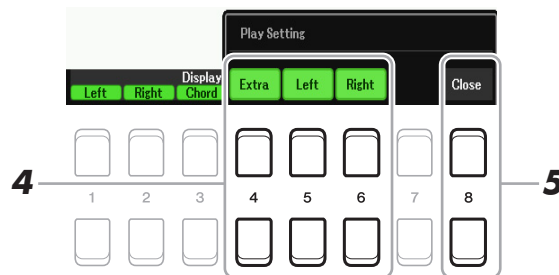 Play Setting
Display
Left Right Chord Extra Left Right Close
4 5
1 2 3 4 5 6 7 8